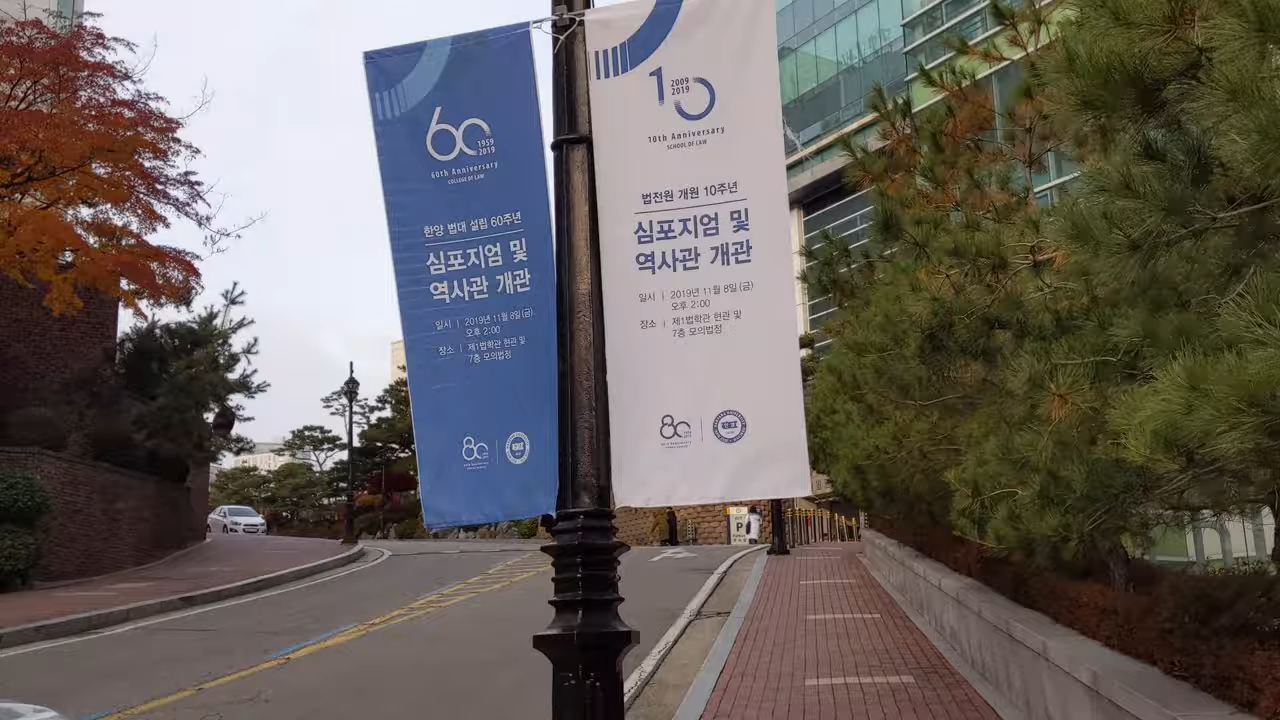 60
1959
2019
60th Anniversary
COLLEGE OF LAW
한양 법대 설립 60주년
심포지엄 및
역사관 개관
일시 | 2019년 11월 8일(금)
오후 2:00
장소 | 제1법학관 현관 및
7층 모의법정
80
10
2009
2019
10th Anniversary
SCHOOL OF LAW
법전원 개원 10주년
심포지엄 및
역사관 개관
일시 | 2019년 11월 8일(금)
오후 2:00
장소 | 제1법학관 현관 및
7층 모의법정
80
P